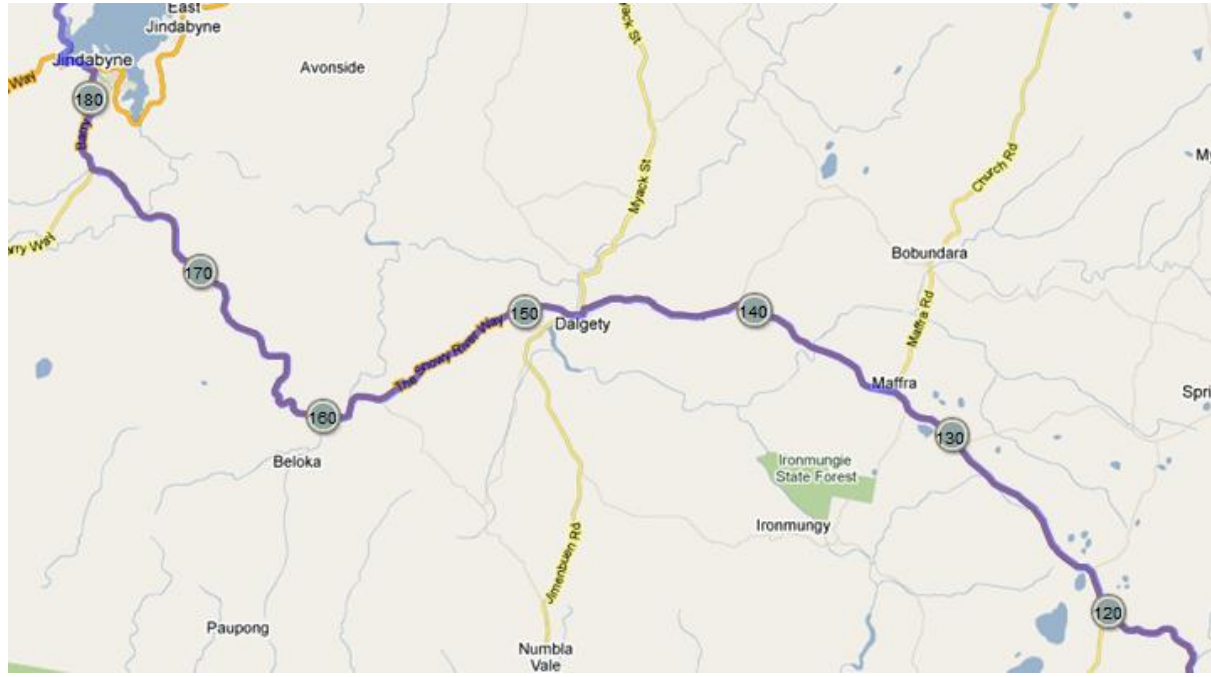 East
Jindabyne
Jindabyne
Way
180
Barry
Avonside
yack St
My
Myack St
Church Rd
arry Way
170
Bobundara
150
Dalgety
140
Maffra Rd
The Snowy River Way
Maffra
Spri
160
130
Beloka
Ironmungie
State Forest
Ironmungy
Jimenbuen Rd
120
Paupong
Numbla
Vale